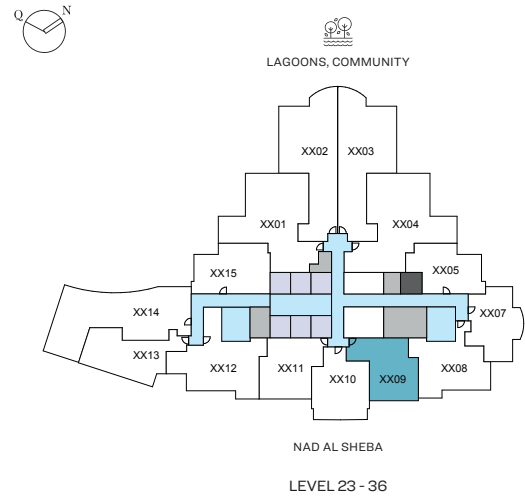 Q N
LAGOONS, COMMUNITY
XX02 XX03
XX01 XX04
XX15 XX05
XX14 XX07
XX13 XX12 XX11 XX10 XX09 XX08
NAD AL SHEBA
LEVEL 23 - 36